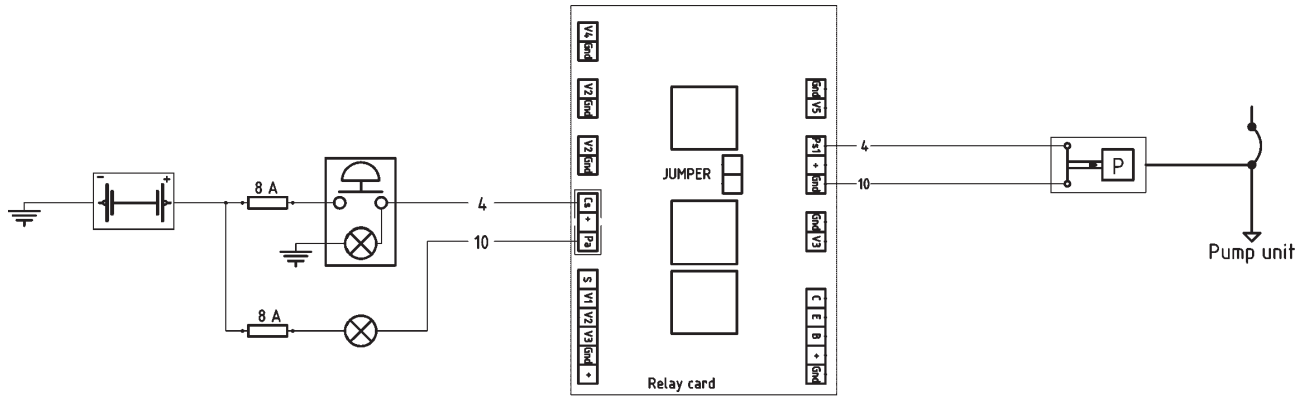 -
+
8 A
8 A
4
10
V4
Gnd
V2
Gnd
V2
Gnd
Cs
+
Pa
S
V1
V2
V3
Gnd
+
JUMPER
Relay card
Gnd
V5
Ps1
+
Gnd
Gnd
V3
C
E
B
+
Gnd
4
10
P
Pump unit